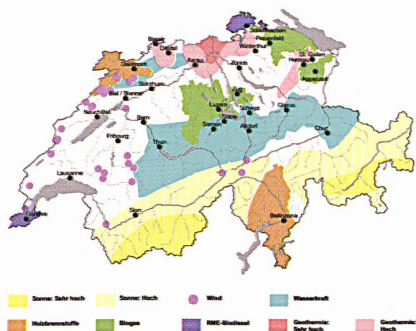 Schaffhausen
Basel
Frauenfeld
Liestal
Winterthur
Delémont
St. Gallen
Aarau
Zürich
Herisau
Appenzell
Solothurn
Zug
Biel / Bienne
Luzern
Schwyz
Glarus
Neuchâtel
Stans
Bern
Sarnen
Altdorf
Chur
Fribourg
Thun
Lausanne
Sion
Genève
Bellinzona
Sonne: Sehr hoch
Sonne: Hoch
Wind
Wasserkraft
Holzbrennstoffe
Biogas
RME-Biodiesel
Geothermie:
Sehr hoch
Geothermie:
Hoch